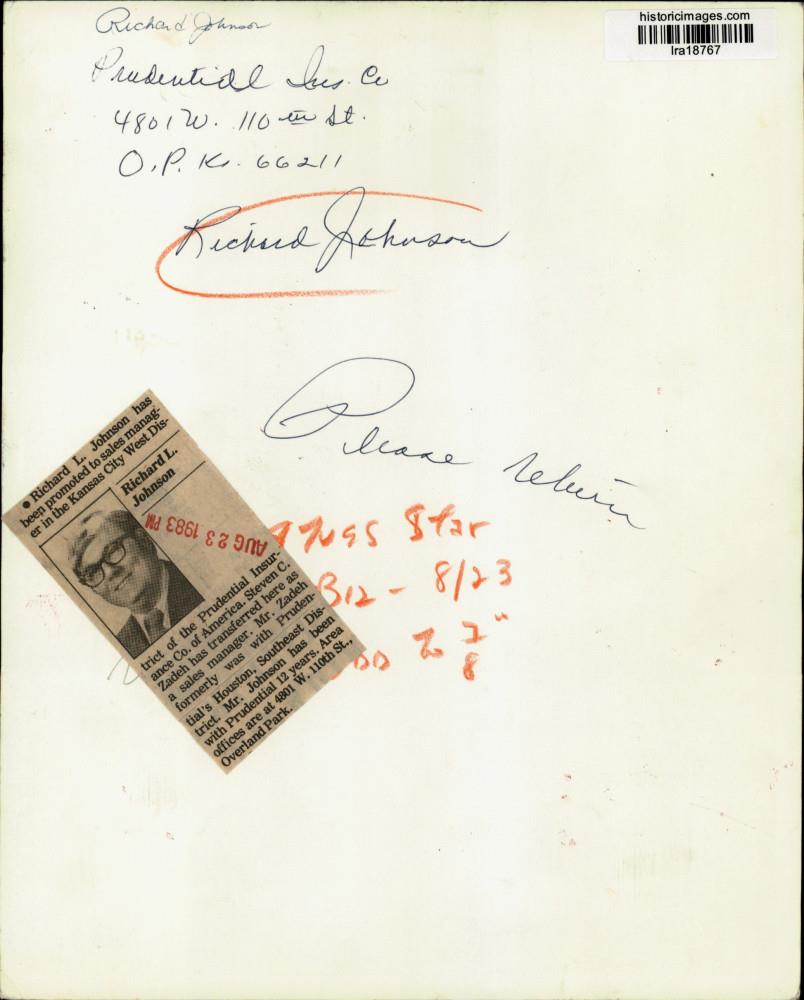 historicimages.com
lra18767
Richard Johnson
Prudential Ins. Co
4801 W. 110th St.
O.P. Ks. 66211
Richard Johnson
Please return
• Richard L. Johnson has
been promoted to sales manag-
er in the Kansas City West Dis-
Richard L.
Johnson
AUG 23 1983 PM
trict of the Prudential Insur-
ance Co. of America. Steven C.
Zadeh has transferred here as
a sales manager. Mr. Zadeh
formerly was with Pruden-
tial's Houston, Southeast Dis-
trict. Mr. Johnson has been
with Prudential 12 years. Area
offices are at 4801 W. 110th St.,
Overland Park.
Star
B12 - 8/23
7/8"